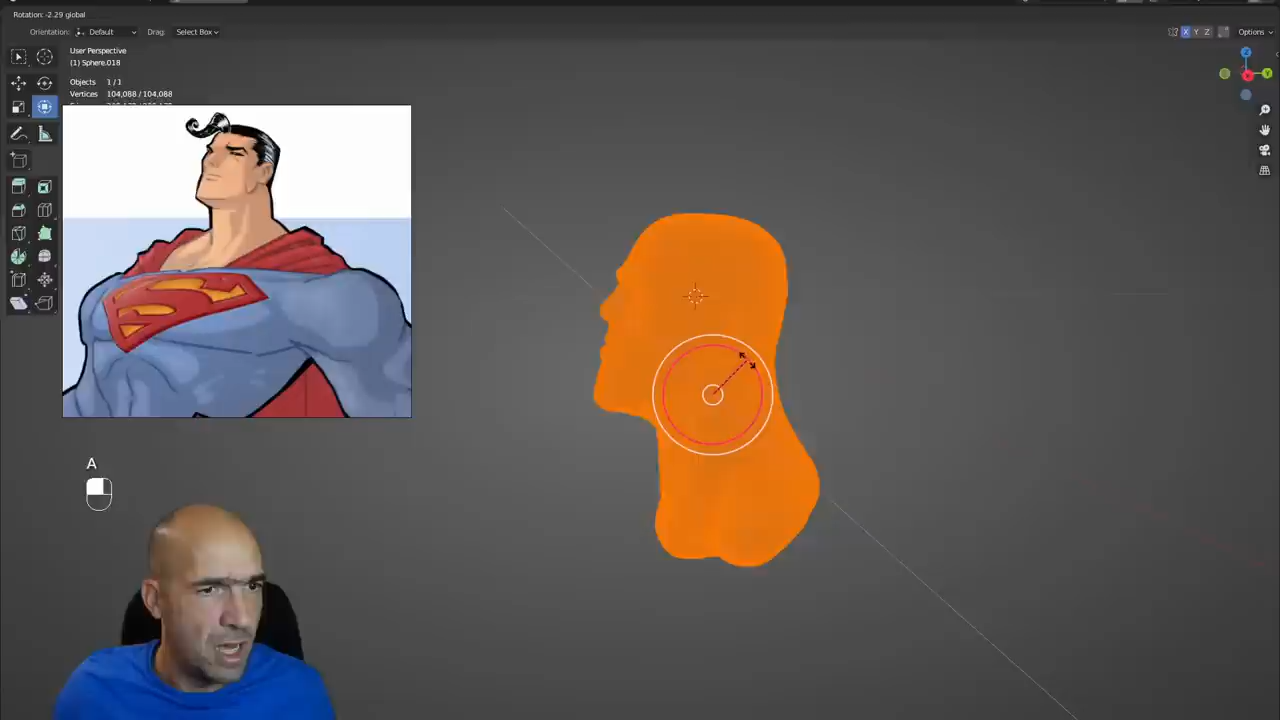 Rotation: -2.29 global
Orientation: Default Drag: Select Box X Y Z Options
User Perspective
(1) Sphere.018
Objects 1 / 1
Vertices 104,088 / 104,088
A